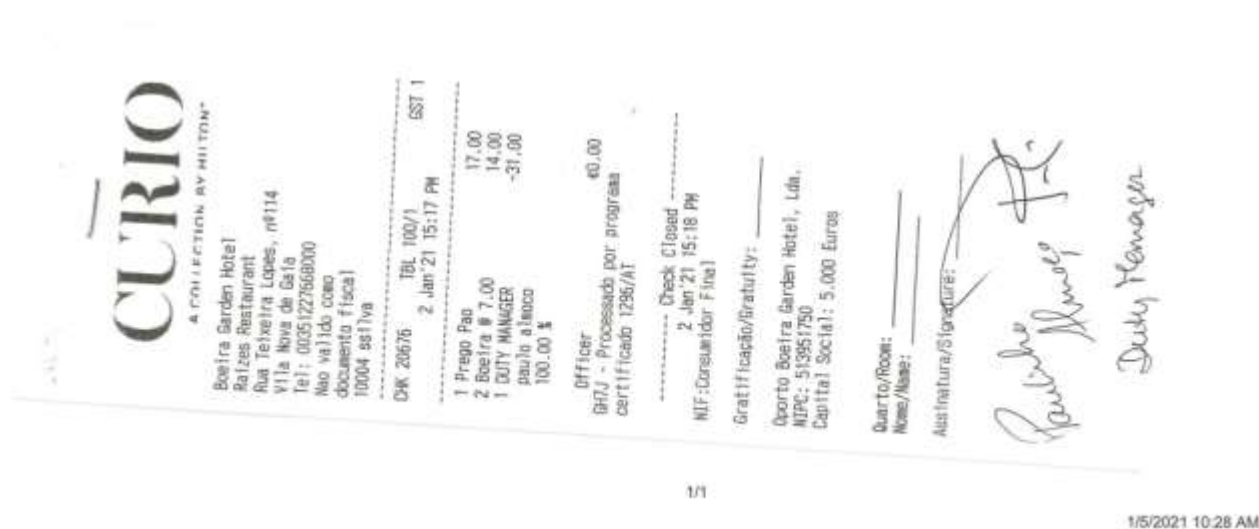 CURIO
A COLLECTION BY HILTON™
Boeira Garden Hotel
Raizes Restaurant
Rua Teixeira Lopes, nº114
Vila Nova de Gaia
Tel: 00351227668000
Nao valido como
documento fiscal
10004 esilva
CHK 20676 TBL 100/1 GST 1
2 Jan'21 15:17 PM
1 Prego Pao 17.00
2 Boeira @ 7.00 14.00
1 DUTY MANAGER -31.00
paulo almoco
100.00 %
Officer €0.00
GH7J - Processado por programa
certificado 1296/AT
-------- Check Closed --------
2 Jan'21 15:18 PM
NIF:Consumidor Final
Gratificação/Gratuity:
Oporto Boeira Garden Hotel, Lda.
NIPC: 513951750
Capital Social: 5.000 Euros
Quarto/Room:
Nome/Name:
Assinatura/Signature:
Duty Manager
1/1
1/5/2021 10:28 AM